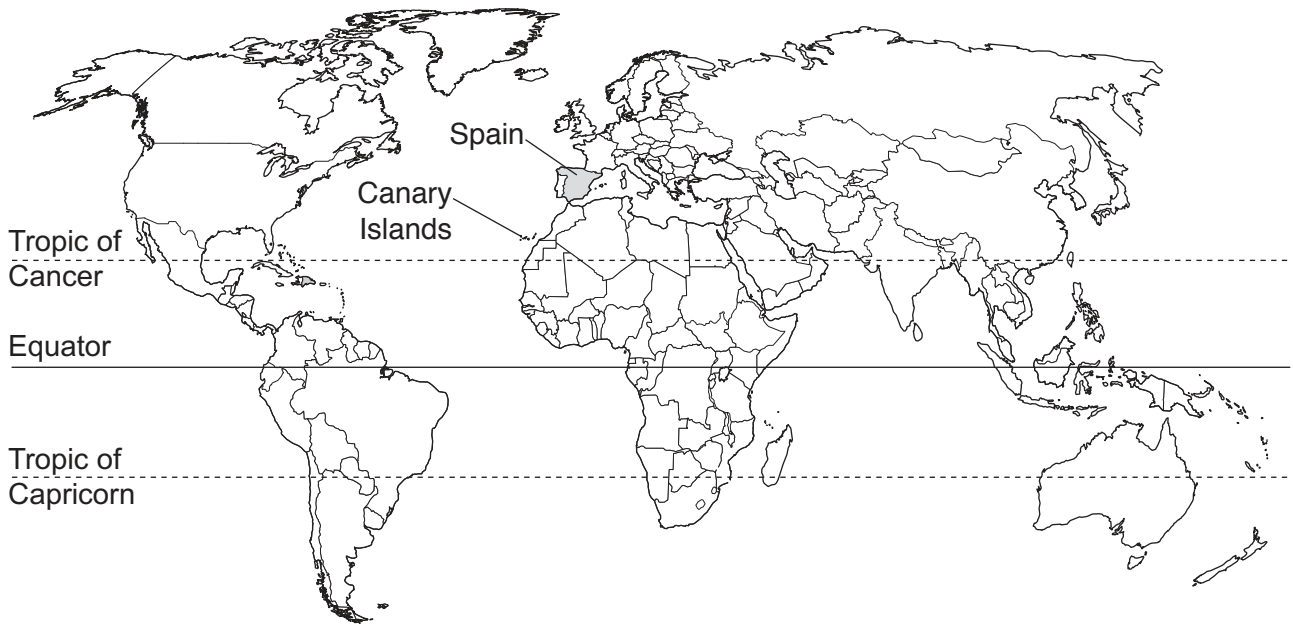 Spain
Canary
Islands
Tropic of
Cancer
Equator
Tropic of
Capricorn